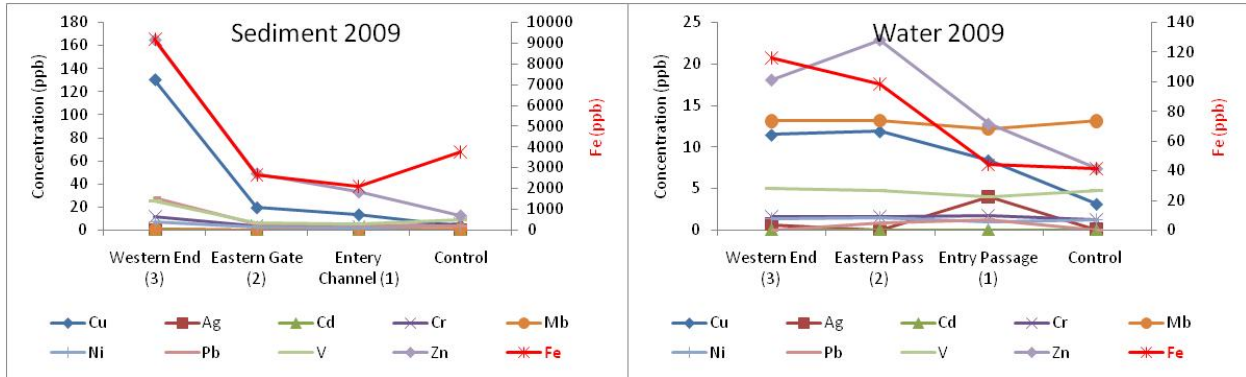 Sediment 2009
Concentration (ppb)
180
160
140
120
100
80
60
40
20
0
10000
9000
8000
7000
6000
5000
4000
3000
2000
1000
0
Fe (ppb)
Western End
(3)
Eastern Gate
(2)
Entery
Channel (1)
Control
Cu
Ag
Cd
Cr
Mb
Ni
Pb
V
Zn
Fe
Water 2009
Concentration (ppb)
25
20
15
10
5
0
140
120
100
80
60
40
20
0
Fe (ppb)
Western End
(3)
Eastern Pass
(2)
Entry Passage
(1)
Control
Cu
Ag
Cd
Cr
Mb
Ni
Pb
V
Zn
Fe